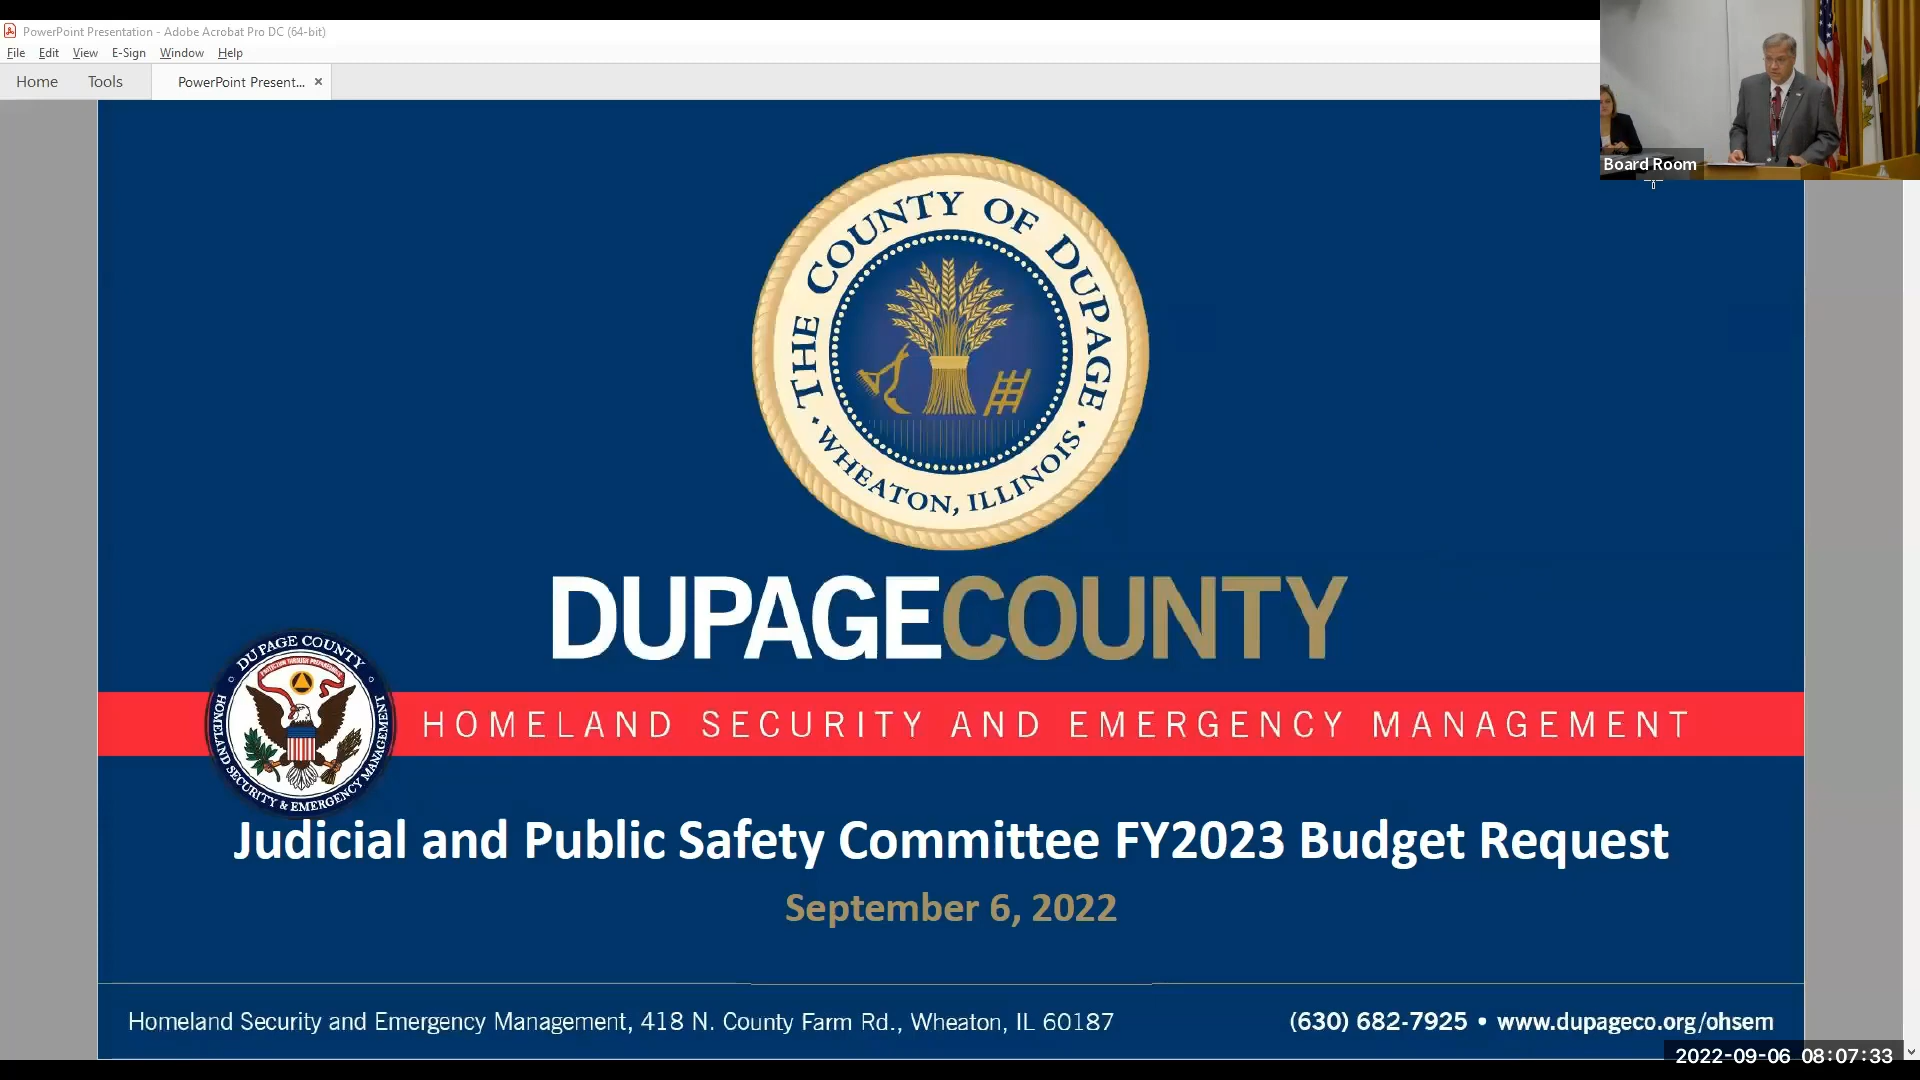 PowerPoint Presentation - Adobe Acrobat Pro DC (64-bit)
File Edit View E-Sign Window Help
Home Tools PowerPoint Present... ×
Board Room
THE COUNTY OF DUPAGE
· WHEATON, ILLINOIS ·
DUPAGECOUNTY
DU PAGE COUNTY
PROTECTION THROUGH PREPAREDNESS
HOMELAND SECURITY & EMERGENCY MANAGEMENT
HOMELAND SECURITY AND EMERGENCY MANAGEMENT
Judicial and Public Safety Committee FY2023 Budget Request
September 6, 2022
Homeland Security and Emergency Management, 418 N. County Farm Rd., Wheaton, IL 60187
(630) 682-7925 • www.dupageco.org/ohsem
2022-09-06 08:07:33